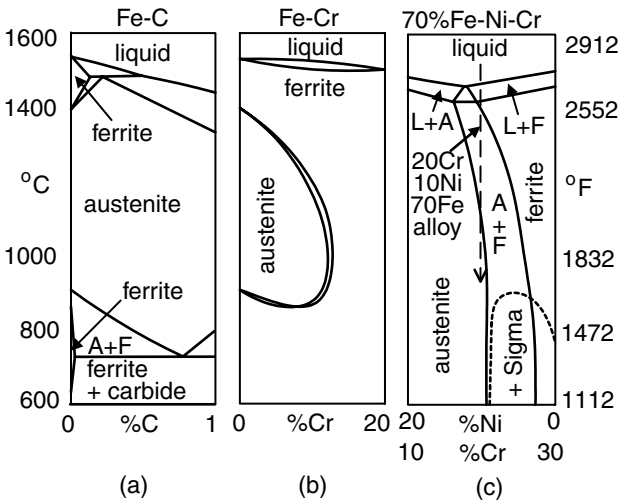 Fe-C
1600
1400
°C
1000
800
600
liquid
ferrite
austenite
ferrite
A+F
ferrite
+ carbide
0 %C 1
(a)
Fe-Cr
liquid
ferrite
austenite
0 %Cr 20
(b)
70%Fe-Ni-Cr
liquid
L+A
L+F
20Cr
10Ni
70Fe
alloy
A
+
F
ferrite
austenite
+ Sigma
2912
2552
°F
1832
1472
1112
20 %Ni 0
10 %Cr 30
(c)